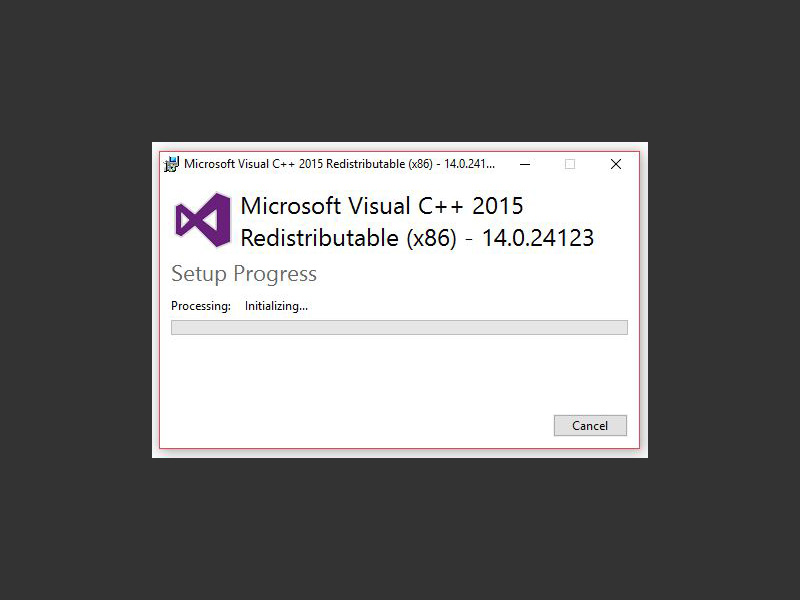 Microsoft Visual C++ 2015 Redistributable (x86) - 14.0.241...
Microsoft Visual C++ 2015
Redistributable (x86) - 14.0.24123
Setup Progress
Processing: Initializing...
Cancel